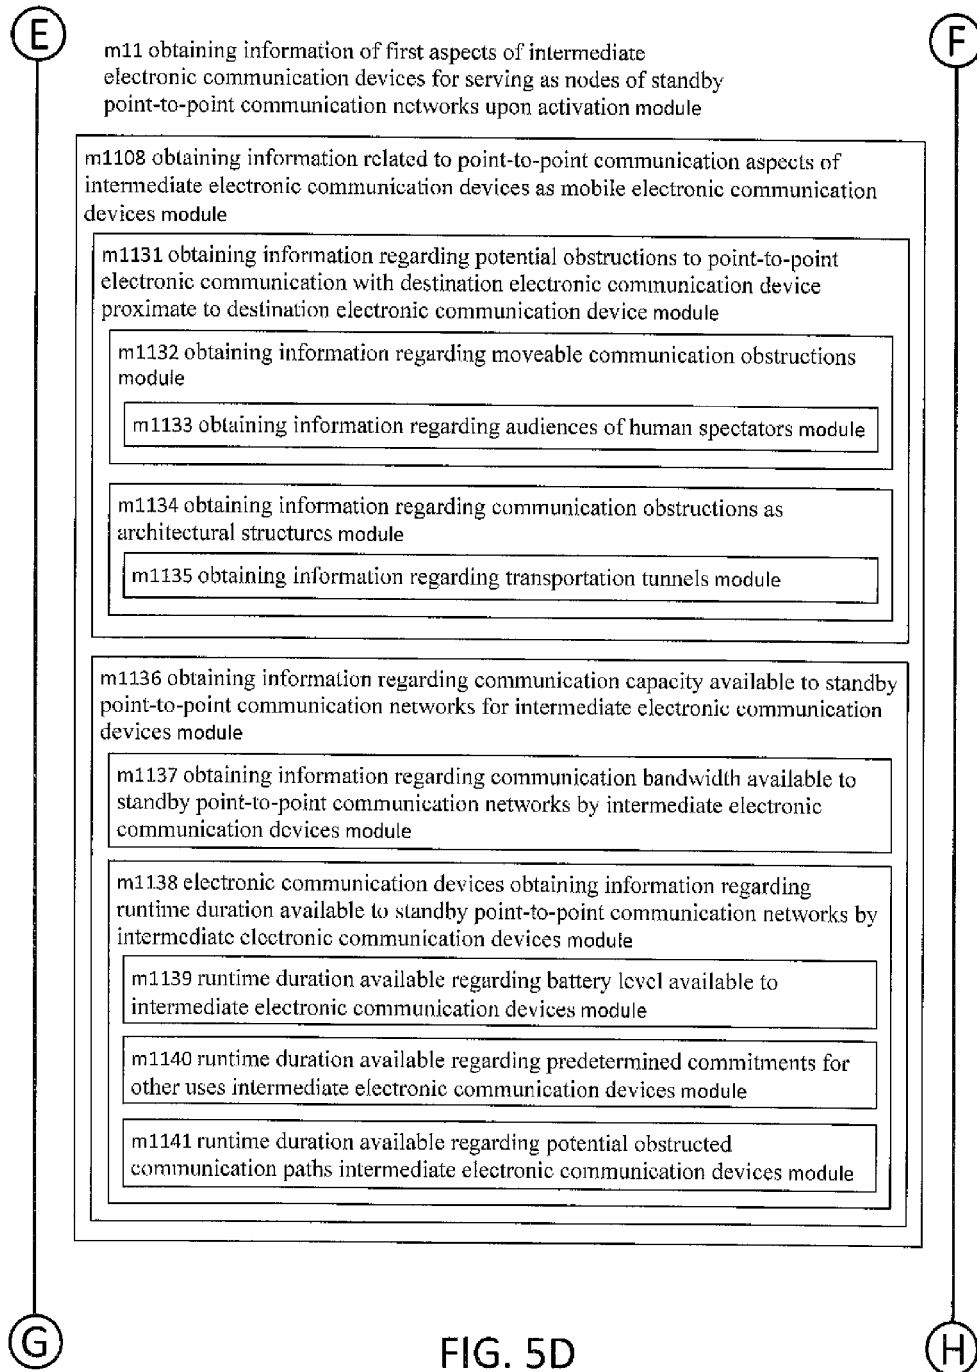 E
F
m11 obtaining information of first aspects of intermediate
electronic communication devices for serving as nodes of standby
point-to-point communication networks upon activation module
m1108 obtaining information related to point-to-point communication aspects of
intermediate electronic communication devices as mobile electronic communication
devices module
m1131 obtaining information regarding potential obstructions to point-to-point
electronic communication with destination electronic communication device
proximate to destination electronic communication device module
m1132 obtaining information regarding moveable communication obstructions
module
m1133 obtaining information regarding audiences of human spectators module
m1134 obtaining information regarding communication obstructions as
architectural structures module
m1135 obtaining information regarding transportation tunnels module
m1136 obtaining information regarding communication capacity available to standby
point-to-point communication networks for intermediate electronic communication
devices module
m1137 obtaining information regarding communication bandwidth available to
standby point-to-point communication networks by intermediate electronic
communication devices module
m1138 electronic communication devices obtaining information regarding
runtime duration available to standby point-to-point communication networks by
intermediate electronic communication devices module
m1139 runtime duration available regarding battery level available to
intermediate electronic communication devices module
m1140 runtime duration available regarding predetermined commitments for
other uses intermediate electronic communication devices module
m1141 runtime duration available regarding potential obstructed
communication paths intermediate electronic communication devices module
G
FIG. 5D
H